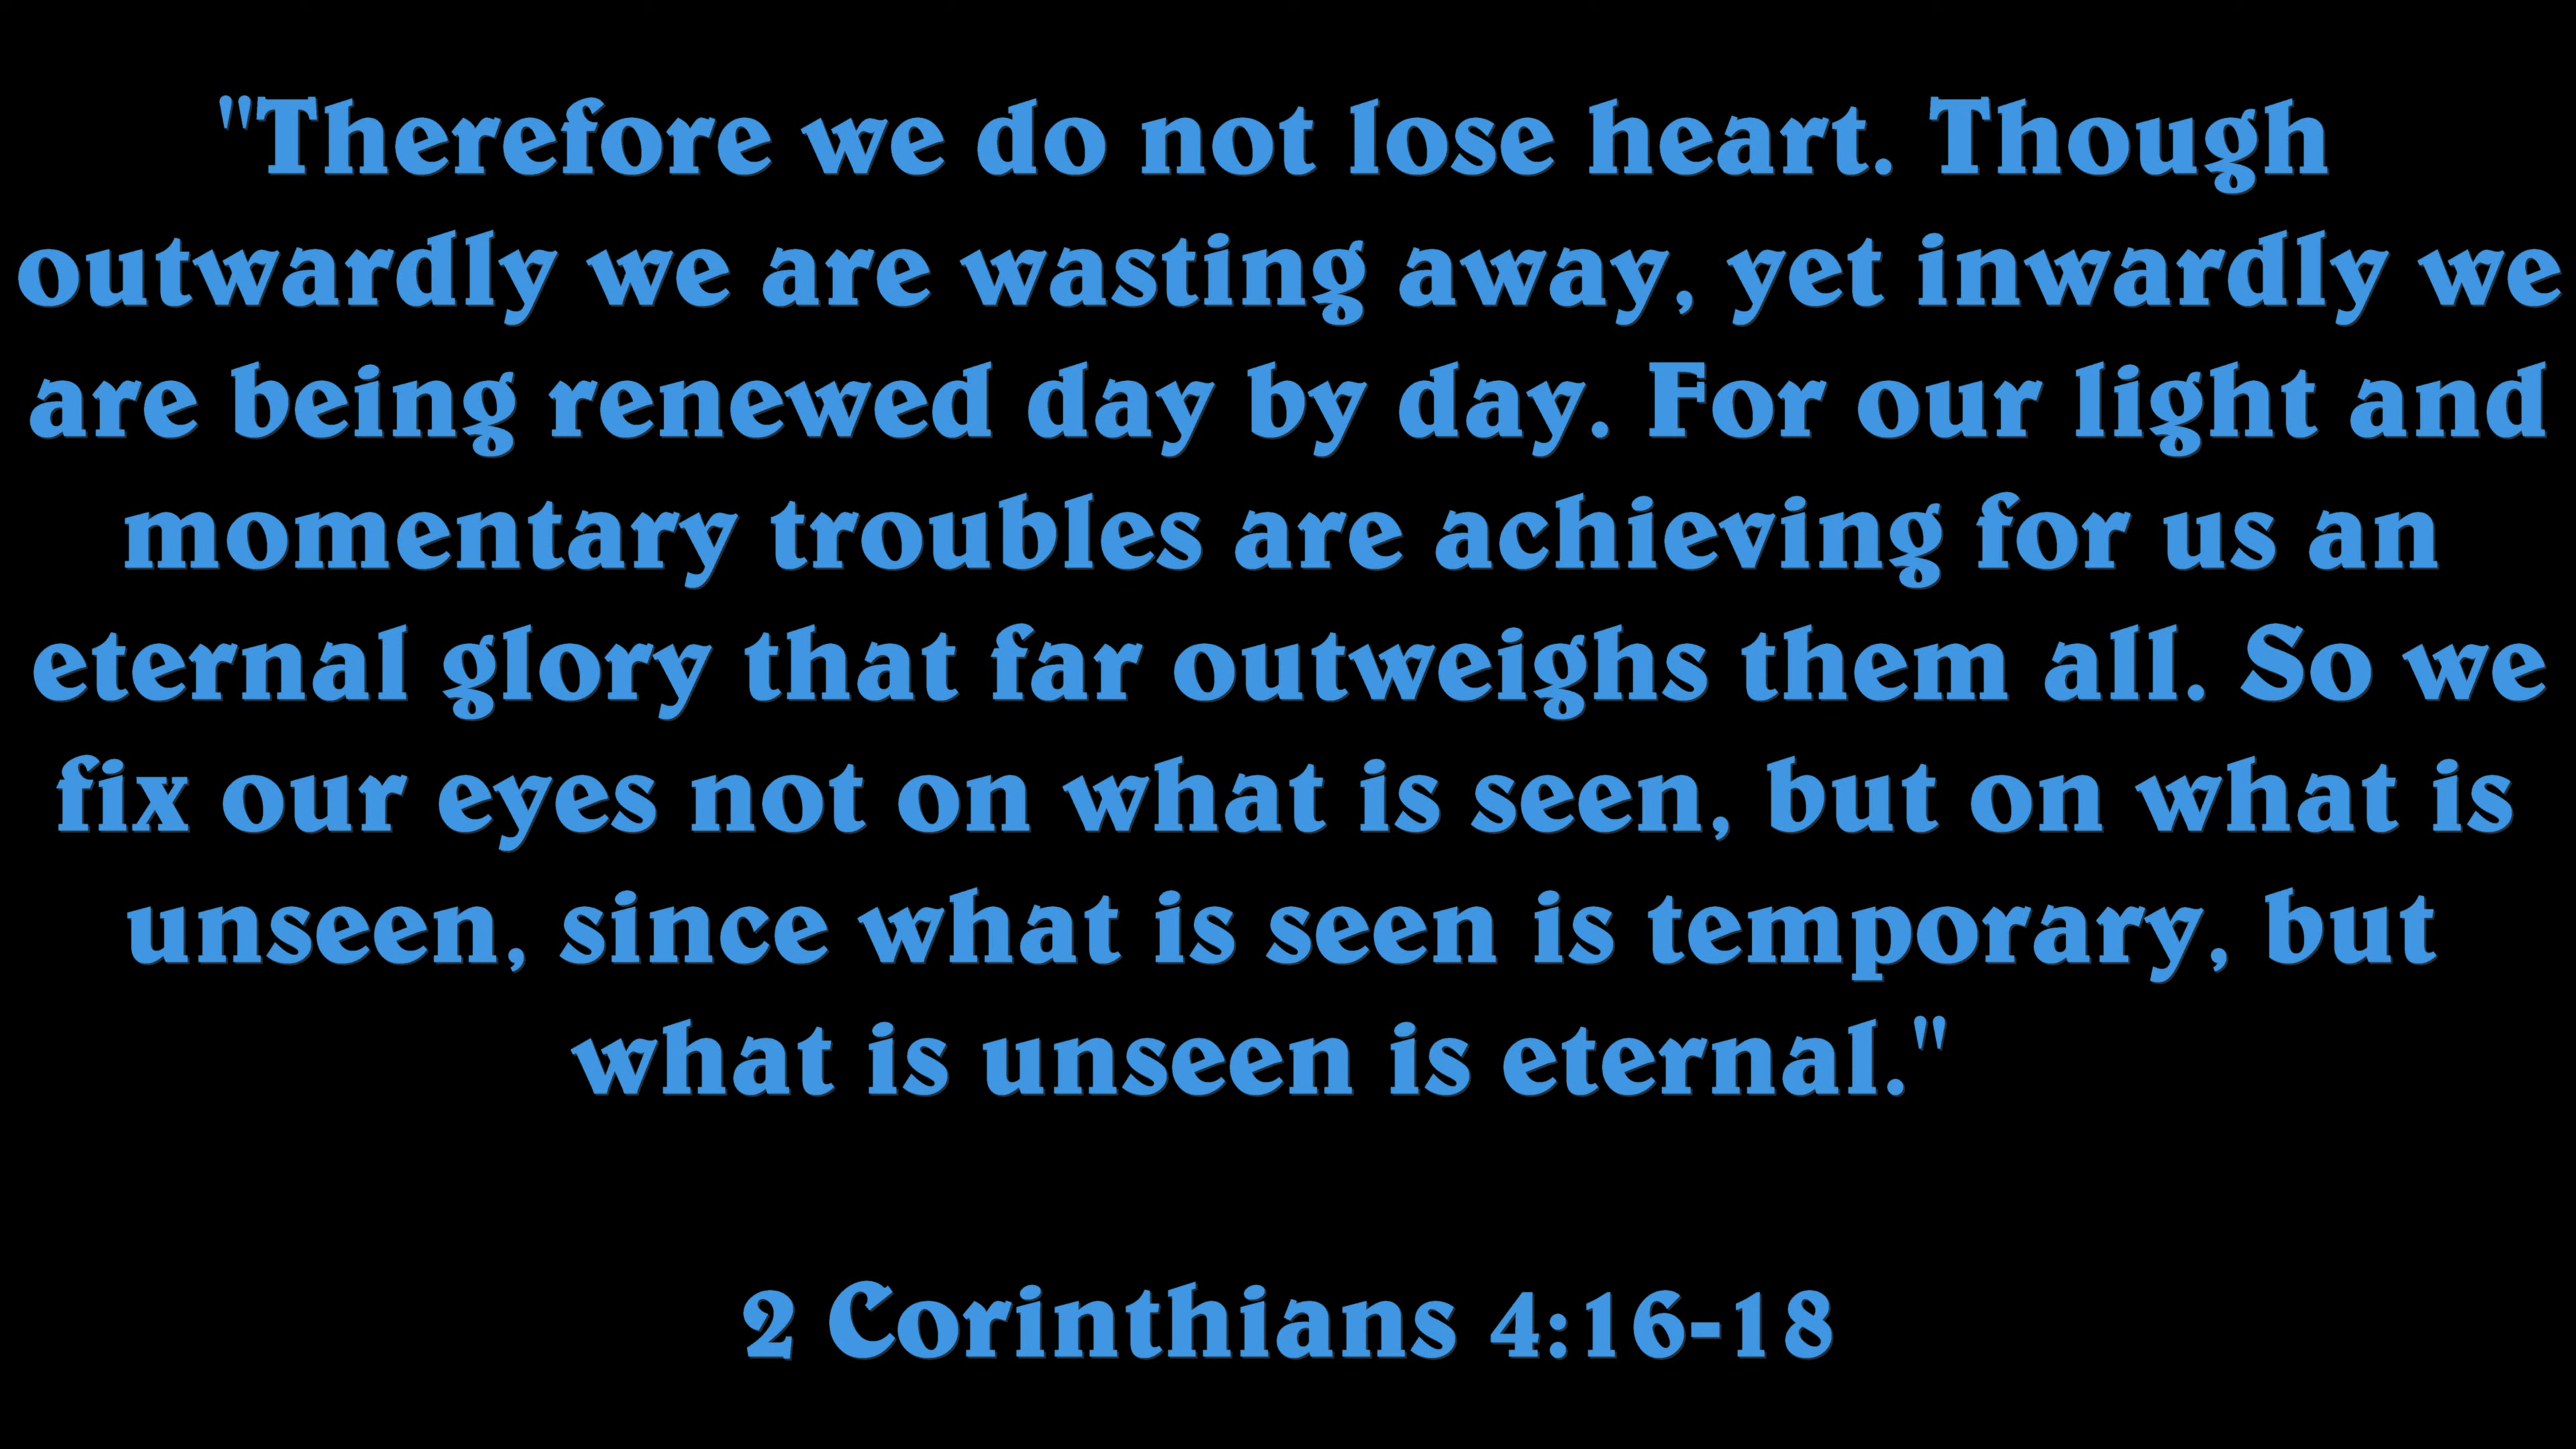 "Therefore we do not lose heart. Though
outwardly we are wasting away, yet inwardly we
are being renewed day by day. For our light and
momentary troubles are achieving for us an
eternal glory that far outweighs them all. So we
fix our eyes not on what is seen, but on what is
unseen, since what is seen is temporary, but
what is unseen is eternal."
2 Corinthians 4:16-18